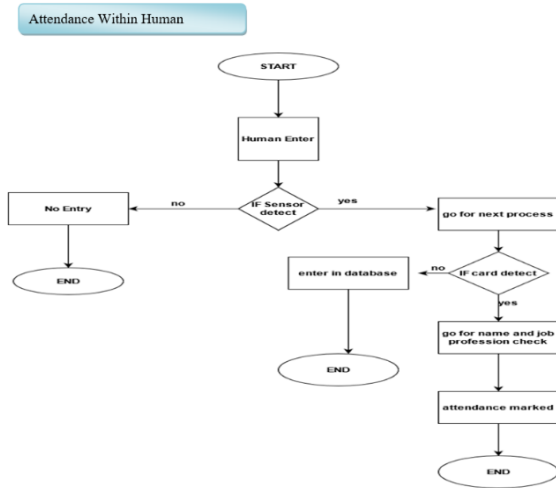 Attendance Within Human
START
Human Enter
IF Sensor
detect
no
yes
No Entry
go for next process
END
enter in database
no
IF card detect
yes
go for name and job
profession check
END
attendance marked
END